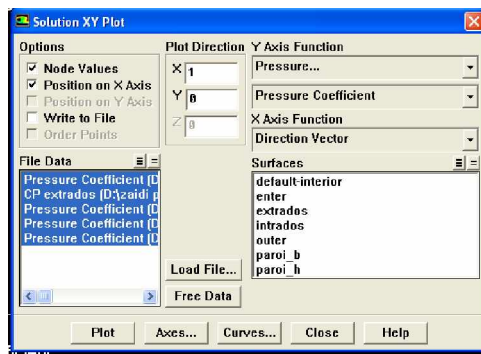 Solution XY Plot
Options
Node Values
Position on X Axis
Position on Y Axis
Write to File
Order Points
Plot Direction
X 1
Y 0
Z 0
Y Axis Function
Pressure...
Pressure Coefficient
X Axis Function
Direction Vector
File Data
Pressure Coefficient (D
CP extrados (D:\zaidi p
Pressure Coefficient (D
Pressure Coefficient (D
Pressure Coefficient (D
Load File...
Free Data
Surfaces
default-interior
enter
extrados
intrados
outer
paroi_b
paroi_h
Plot
Axes...
Curves...
Close
Help